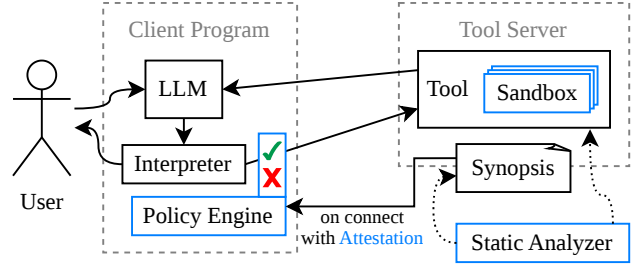 Client Program
Tool Server
LLM
Tool
Sandbox
Interpreter
Synopsis
User
Policy Engine
on connect
with Attestation
Static Analyzer